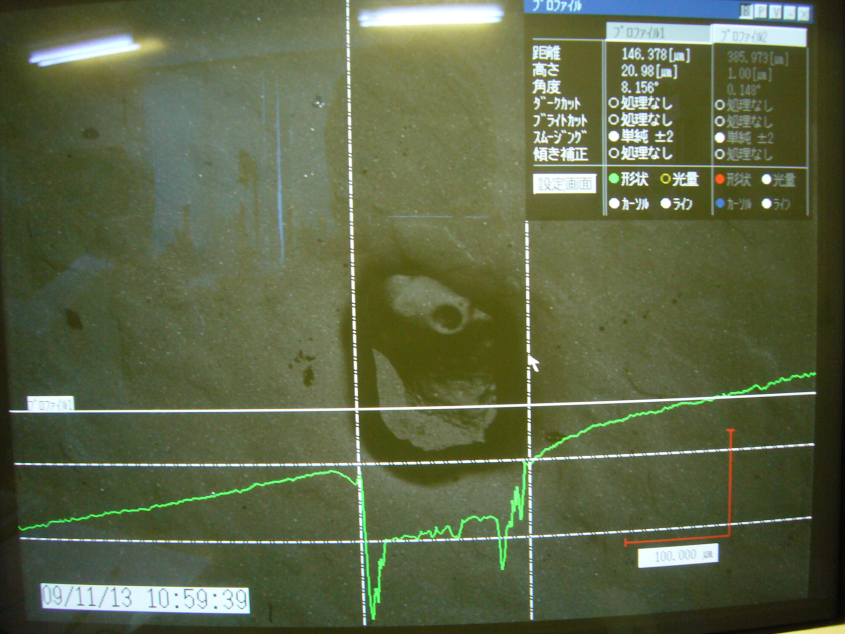 プロファイル
プロファイル1 プロファイル2
距離 146.378[μm] 385.973[μm]
高さ 20.98[μm] 1.00[μm]
角度 8.156° 0.148°
ダークカット 処理なし 処理なし
ブライトカット 処理なし 処理なし
スムージング 単純 ±2 単純 ±2
傾き補正 処理なし 処理なし
設定画面 形状 光量 形状 光量
カーソル ライン カーソル ライン
プロファイル1
100.000 μm
09/11/13 10:59:39